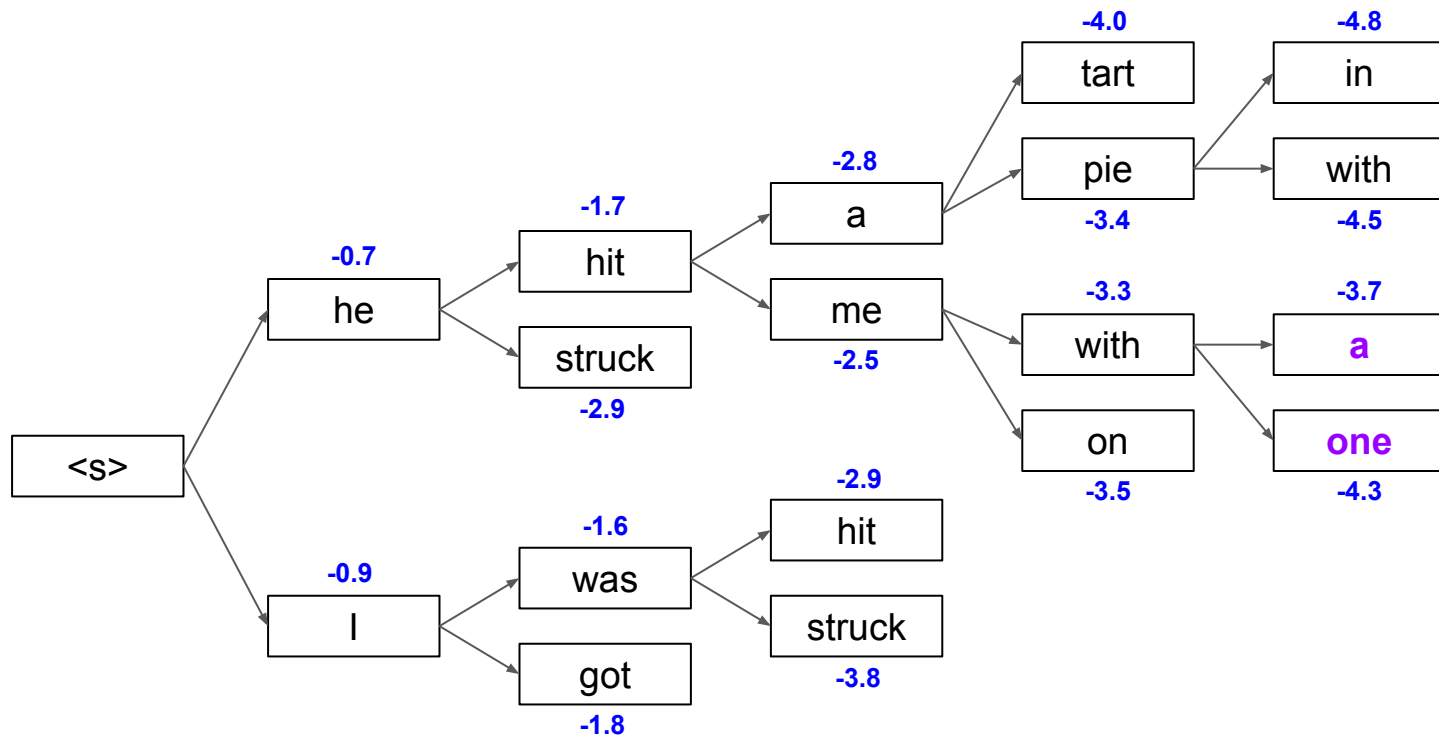 -4.0
-4.8
tart
in
-2.8
pie
with
-1.7
a
-3.4
-4.5
-0.7
hit
he
me
-3.3
-3.7
struck
-2.5
with
a
-2.9
<s>
on
one
-2.9
-3.5
-4.3
-1.6
hit
-0.9
was
I
struck
got
-3.8
-1.8